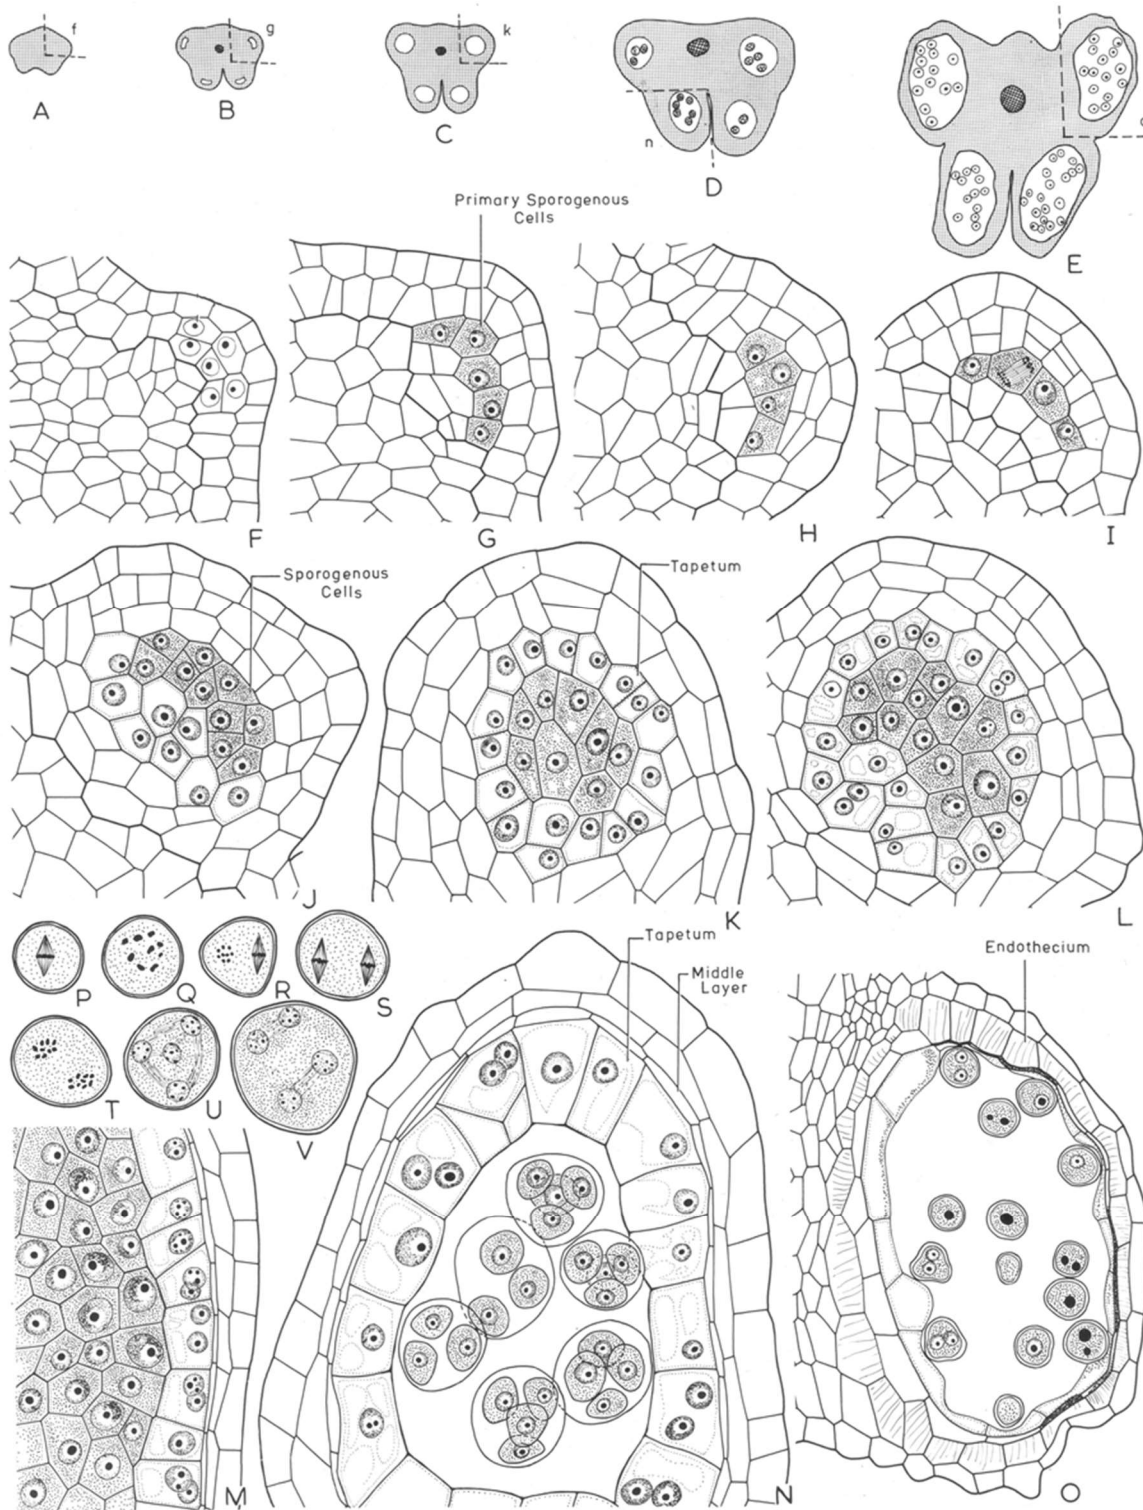 f
g
k
n
o
A
B
C
D
E
Primary Sporogenous
Cells
F
G
H
I
Sporogenous
Cells
Tapetum
J
K
L
P
Q
R
S
T
U
V
Tapetum
Middle
Layer
Endothecium
M
N
O